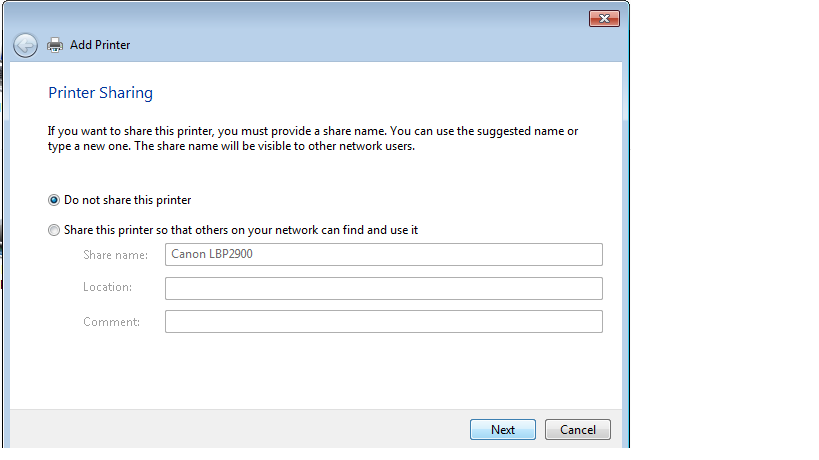 Add Printer
Printer Sharing
If you want to share this printer, you must provide a share name. You can use the suggested name or
type a new one. The share name will be visible to other network users.
Do not share this printer
Share this printer so that others on your network can find and use it
Share name: Canon LBP2900
Location:
Comment:
Next Cancel